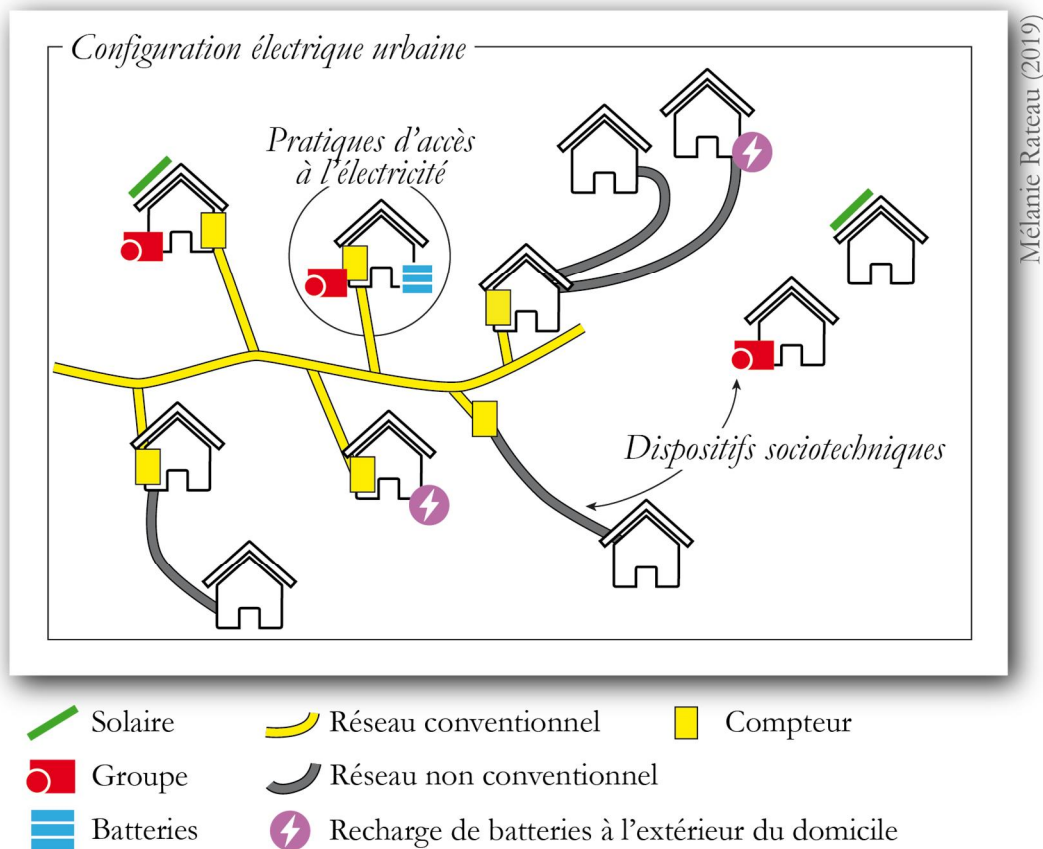 Configuration électrique urbaine
Pratiques d'accès
à l'électricité
Dispositifs sociotechniques
Mélanie Rateau (2019)
Solaire
Réseau conventionnel
Compteur
Groupe
Réseau non conventionnel
Batteries
Recharge de batteries à l'extérieur du domicile